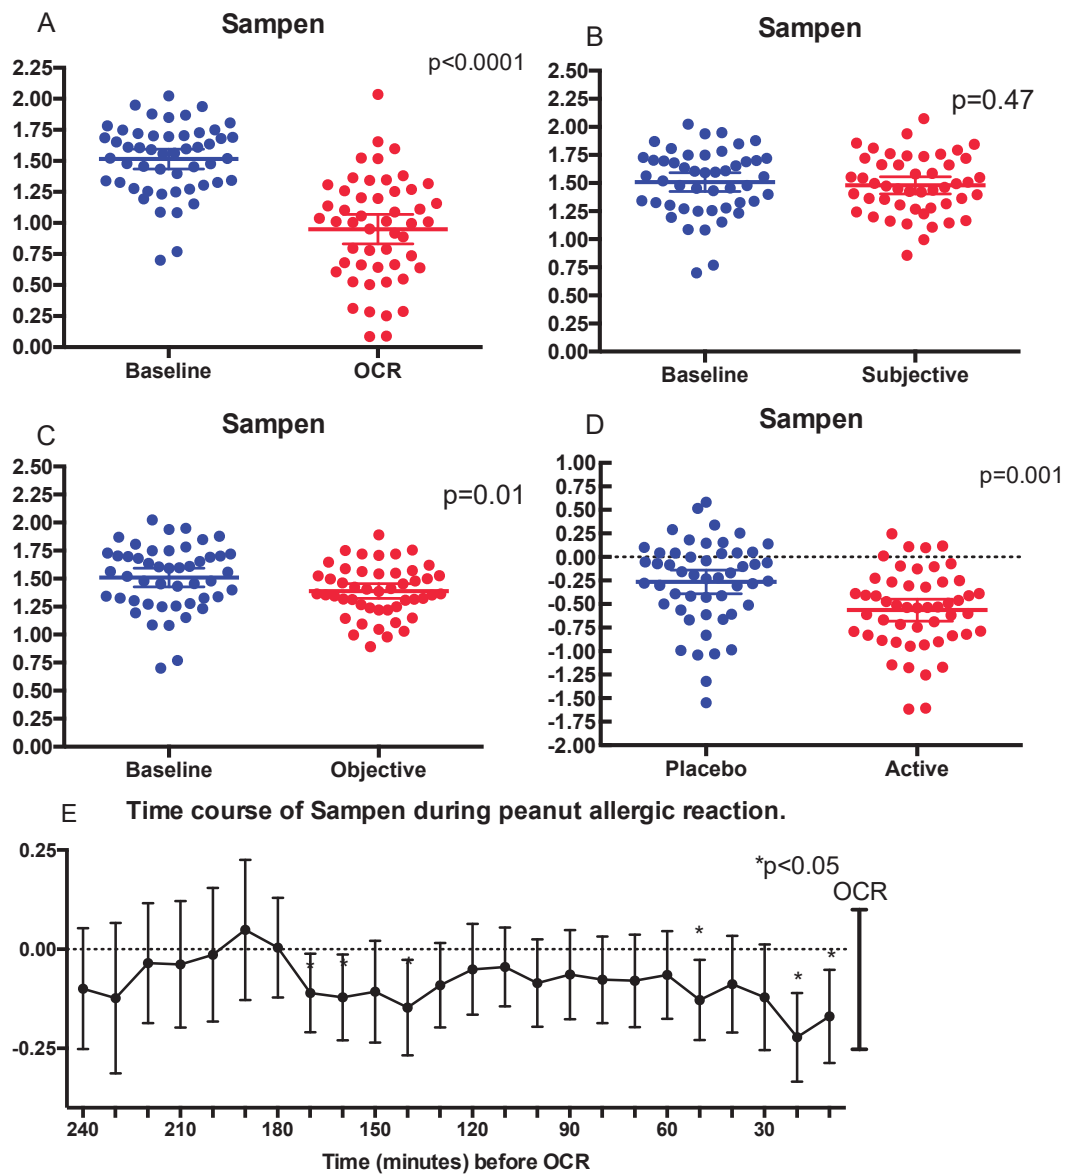 A
Sampen
p<0.0001
2.25
2.00
1.75
1.50
1.25
1.00
0.75
0.50
0.25
0.00
Baseline
OCR
B
Sampen
p=0.47
2.50
2.25
2.00
1.75
1.50
1.25
1.00
0.75
0.50
0.25
0.00
Baseline
Subjective
C
Sampen
p=0.01
2.50
2.25
2.00
1.75
1.50
1.25
1.00
0.75
0.50
0.25
0.00
Baseline
Objective
D
Sampen
p=0.001
1.00
0.75
0.50
0.25
0.00
-0.25
-0.50
-0.75
-1.00
-1.25
-1.50
-1.75
-2.00
Placebo
Active
E
Time course of Sampen during peanut allergic reaction.
*p<0.05
OCR
0.25
0.00
-0.25
* * * * * *
240 210 180 150 120 90 60 30
Time (minutes) before OCR